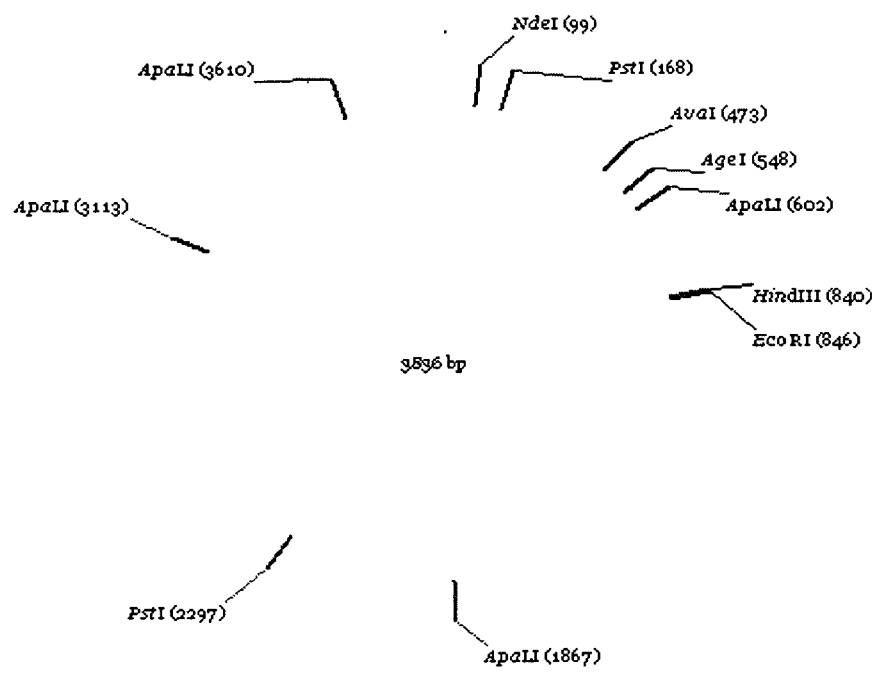 NdeI (99)
ApaLI (3610)
PstI (168)
AvaI (473)
AgeI (548)
ApaLI (602)
ApaLI (3113)
HindIII (840)
EcoRI (846)
3836 bp
PstI (2297)
ApaLI (1867)